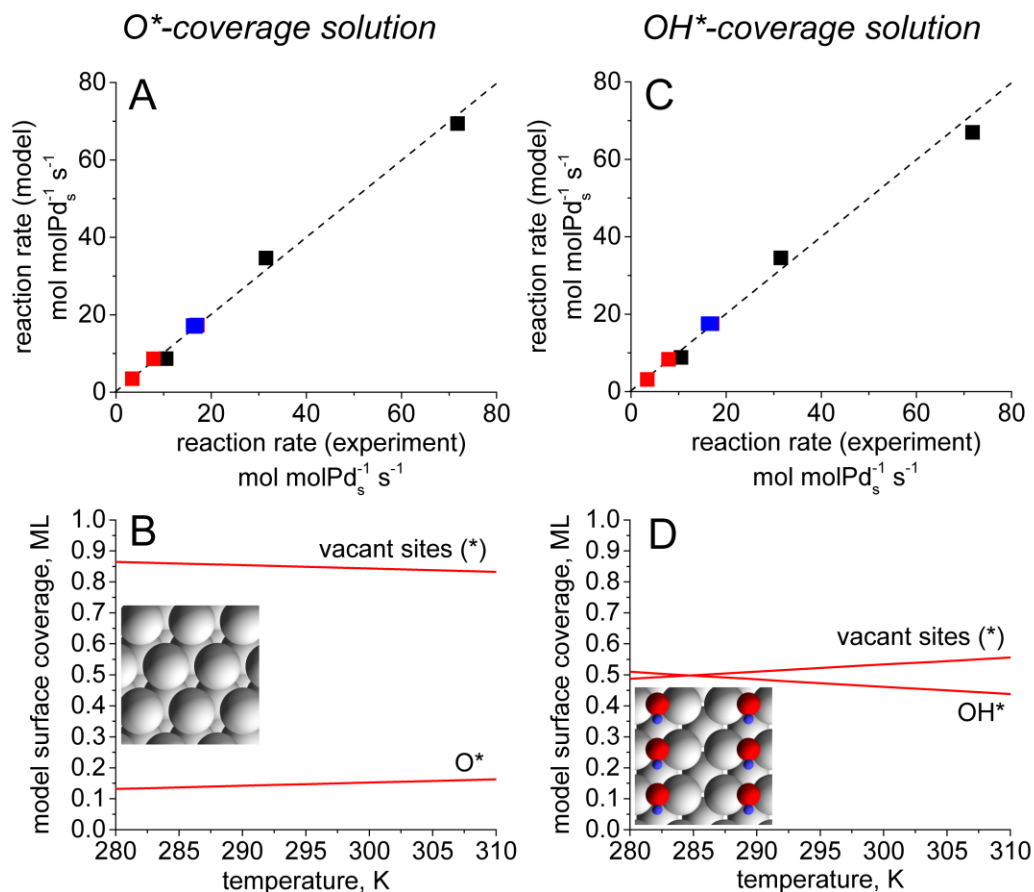 O*-coverage solution
OH*-coverage solution
A
80
60
40
20
0
reaction rate (model)
mol molPd_s^-1 s^-1
0 20 40 60 80
reaction rate (experiment)
mol molPd_s^-1 s^-1
C
80
60
40
20
0
reaction rate (model)
mol molPd_s^-1 s^-1
0 20 40 60 80
reaction rate (experiment)
mol molPd_s^-1 s^-1
B
1.0
0.9
0.8
0.7
0.6
0.5
0.4
0.3
0.2
0.1
0.0
model surface coverage, ML
vacant sites (*)
O*
280 285 290 295 300 305 310
temperature, K
D
1.0
0.9
0.8
0.7
0.6
0.5
0.4
0.3
0.2
0.1
0.0
model surface coverage, ML
vacant sites (*)
OH*
280 285 290 295 300 305 310
temperature, K